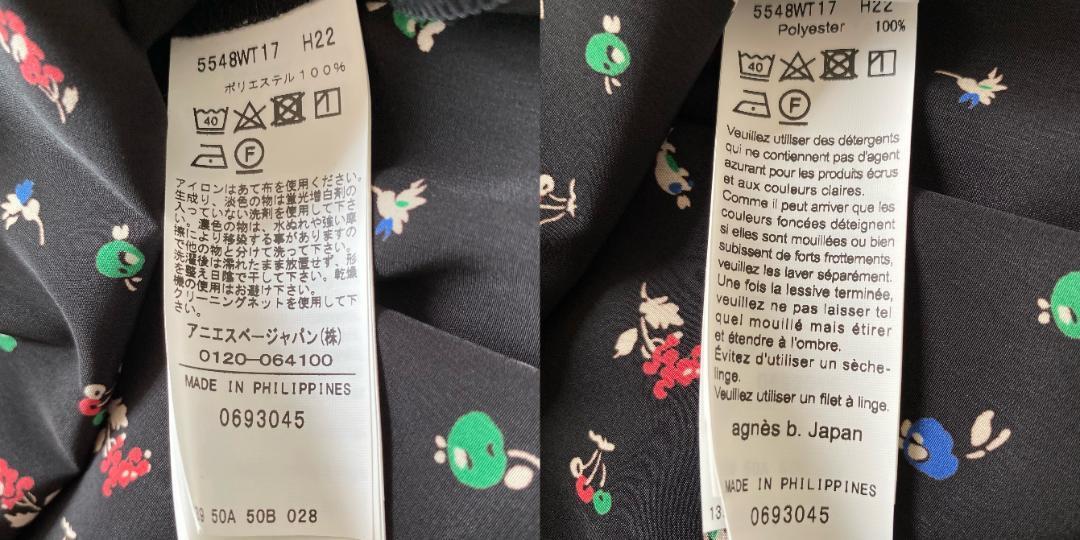 5548WT17 H22
ポリエステル100%
40
F
アイロンはあて布を使用ください。
生成り、淡色の物は蛍光増白剤の
入っていない洗剤を使用して下さ
い。濃色の物は、水ぬれや強い摩
擦により移染する事がありますの
で他の物と分けて洗って下さい。
洗濯後は濡れたまま放置せず、形
を整え日陰で干して下さい。乾燥
機の使用はお避け下さい。
クリーニングネットを使用して下
さい。
アニエスベージャパン(株)
0120-064100
MADE IN PHILIPPINES
0693045
50A 50B 028
5548WT17 H22
Polyester 100%
40
F
Veuillez utiliser des détergents
qui ne contiennent pas d'agent
azurant pour les produits écrus
et aux couleurs claires.
Comme il peut arriver que les
couleurs foncées déteignent
si elles sont mouillées ou bien
subissent de forts frottements,
veuillez les laver séparément.
Une fois la lessive terminée,
veuillez ne pas laisser tel
quel mouillé mais étirer
et étendre à l'ombre.
Évitez d'utiliser un sèche-
linge.
Veuillez utiliser un filet à linge.
agnès b. Japan
MADE IN PHILIPPINES
13
0693045